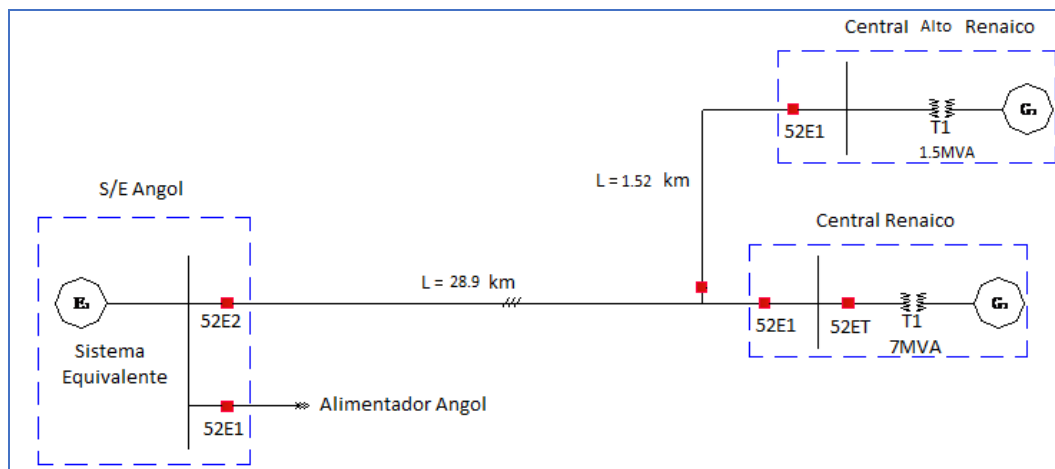 Central Alto Renaico
G
52E1
T1
1.5MVA
L = 1.52 km
S/E Angol
Central Renaico
L = 28.9 km
E
G
52E2
52E1
52ET
T1
7MVA
Sistema
Equivalente
Alimentador Angol
52E1